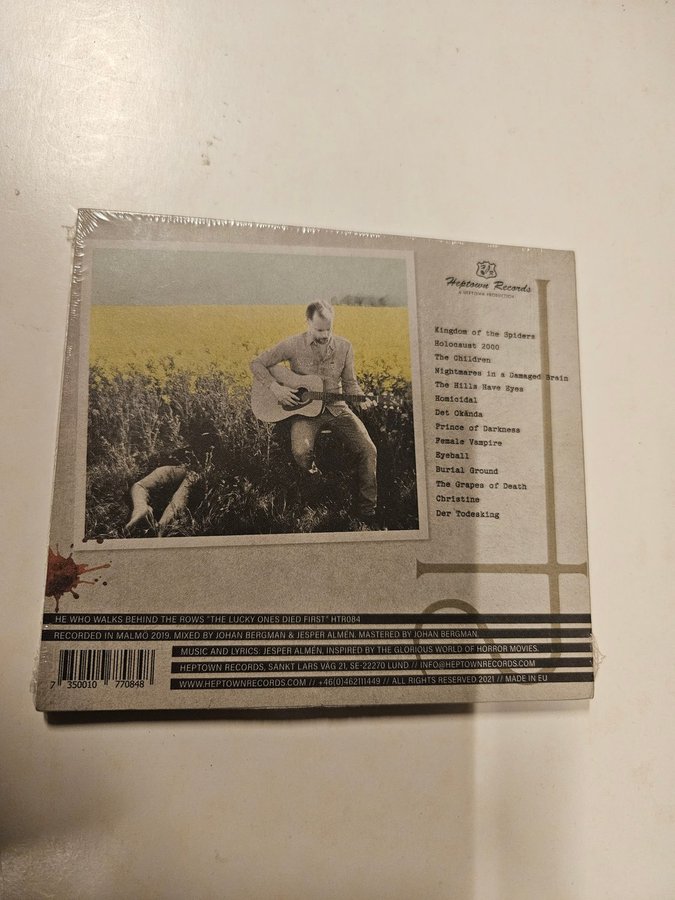 Heptown Records
A HEPTOWN PRODUCTION
Kingdom of the Spiders
Holocaust 2000
The Children
Nightmares in a Damaged Brain
The Hills Have Eyes
Homicidal
Det Okända
Prince of Darkness
Female Vampire
Eyeball
Burial Ground
The Grapes of Death
Christine
Der Todesking
HE WHO WALKS BEHIND THE ROWS "THE LUCKY ONES DIED FIRST" HTR084
RECORDED IN MALMÖ 2019. MIXED BY JOHAN BERGMAN & JESPER ALMÉN. MASTERED BY JOHAN BERGMAN.
MUSIC AND LYRICS: JESPER ALMÉN, INSPIRED BY THE GLORIOUS WORLD OF HORROR MOVIES.
HEPTOWN RECORDS, SANKT LARS VÄG 21, SE-22270 LUND // INFO@HEPTOWNRECORDS.COM
WWW.HEPTOWNRECORDS.COM // +46(0)462111449 // ALL RIGHTS RESERVED 2021 // MADE IN EU
7 350010 770848